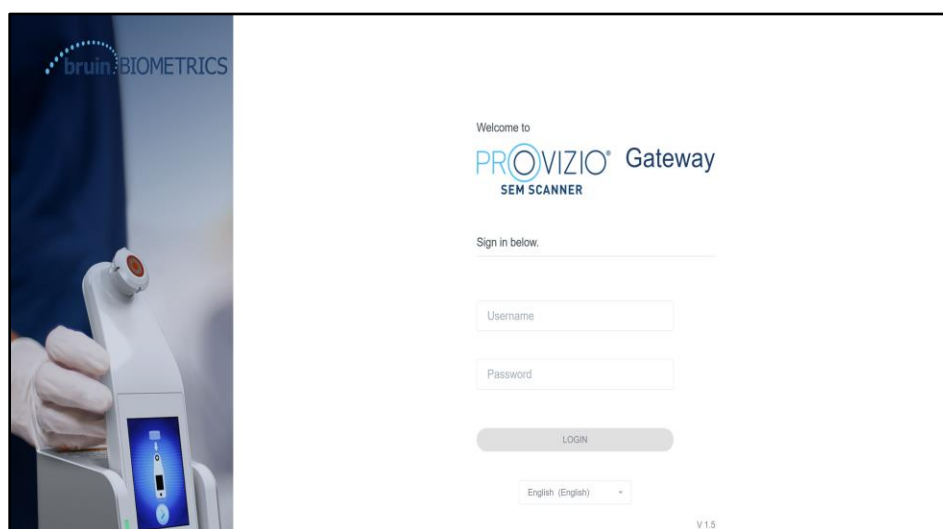 bruin BIOMETRICS
Welcome to
PROVIZIO® Gateway
SEM SCANNER
Sign in below.
Username
Password
LOGIN
English (English)
V 1.5